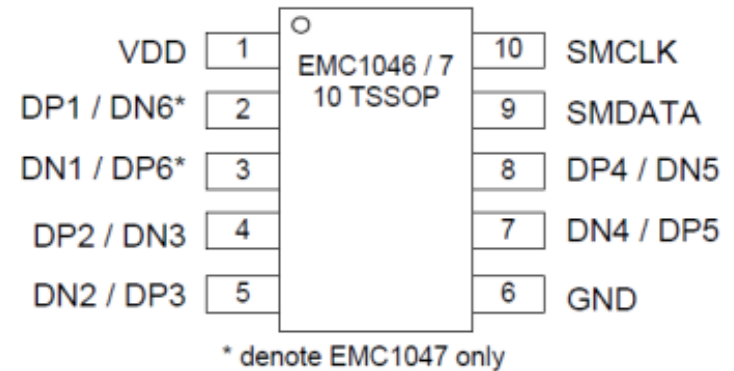 EMC1046 / 7
10 TSSOP
VDD 1 10 SMCLK
DP1 / DN6* 2 9 SMDATA
DN1 / DP6* 3 8 DP4 / DN5
DP2 / DN3 4 7 DN4 / DP5
DN2 / DP3 5 6 GND
* denote EMC1047 only